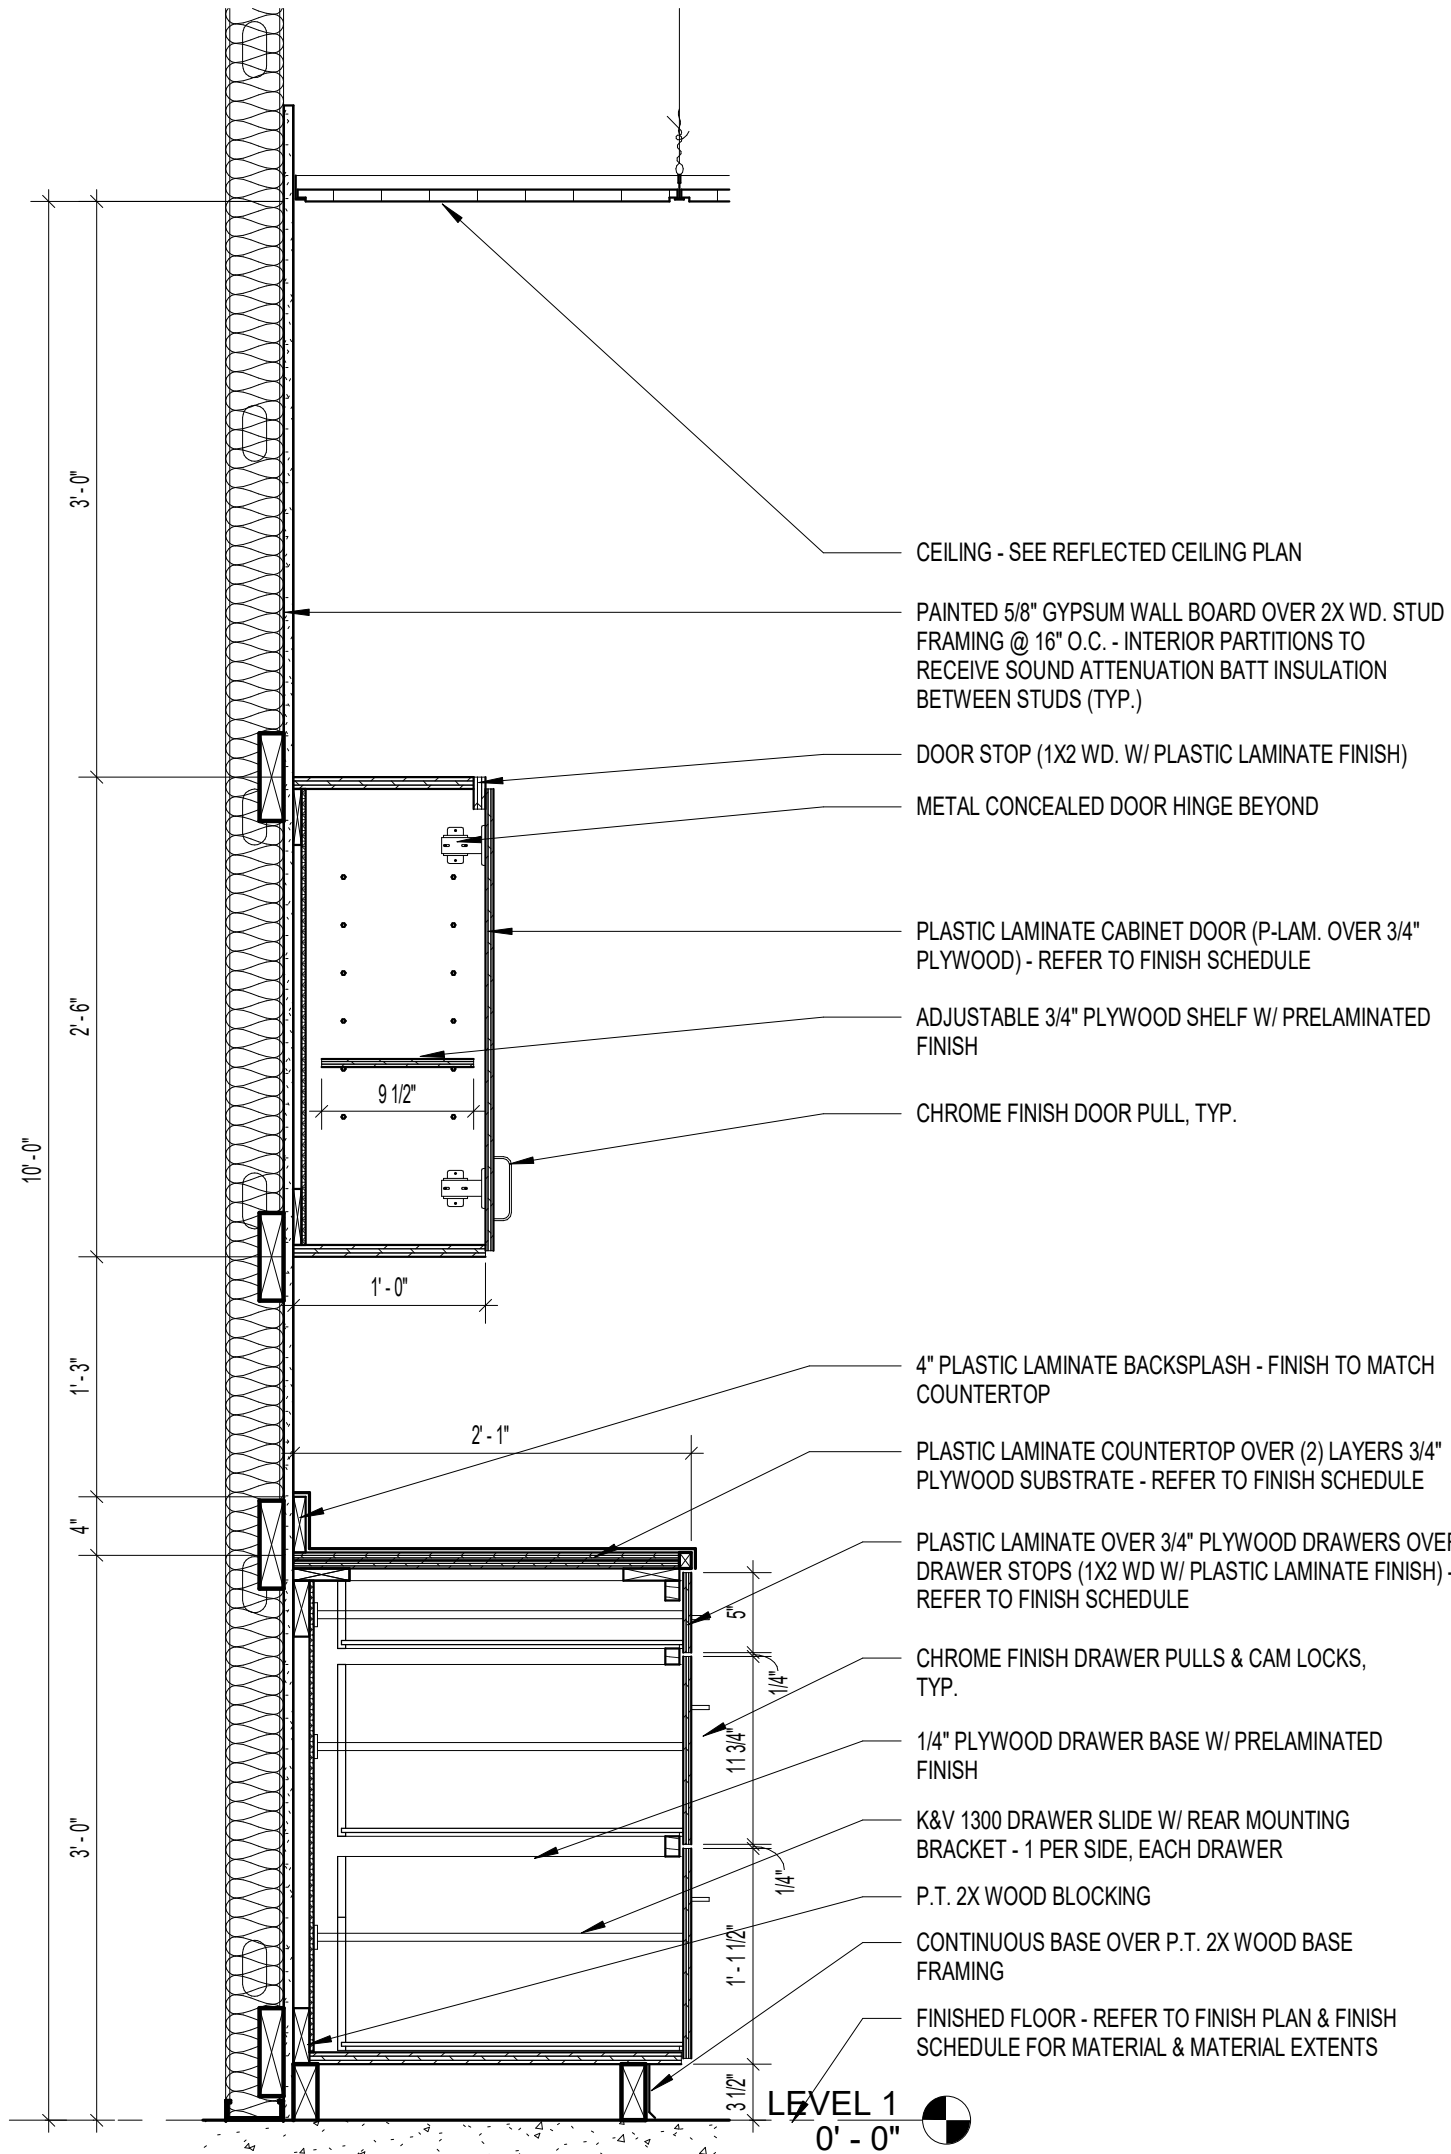 CEILING - SEE REFLECTED CEILING PLAN
PAINTED 5/8" GYPSUM WALL BOARD OVER 2X WD. STUD
FRAMING @ 16" O.C. - INTERIOR PARTITIONS TO
RECEIVE SOUND ATTENUATION BATT INSULATION
BETWEEN STUDS (TYP.)
DOOR STOP (1X2 WD. W/ PLASTIC LAMINATE FINISH)
METAL CONCEALED DOOR HINGE BEYOND
PLASTIC LAMINATE CABINET DOOR (P-LAM. OVER 3/4"
PLYWOOD) - REFER TO FINISH SCHEDULE
ADJUSTABLE 3/4" PLYWOOD SHELF W/ PRELAMINATED
FINISH
CHROME FINISH DOOR PULL, TYP.
4" PLASTIC LAMINATE BACKSPLASH - FINISH TO MATCH
COUNTERTOP
PLASTIC LAMINATE COUNTERTOP OVER (2) LAYERS 3/4"
PLYWOOD SUBSTRATE - REFER TO FINISH SCHEDULE
PLASTIC LAMINATE OVER 3/4" PLYWOOD DRAWERS OVER
DRAWER STOPS (1X2 WD W/ PLASTIC LAMINATE FINISH) -
REFER TO FINISH SCHEDULE
CHROME FINISH DRAWER PULLS & CAM LOCKS,
TYP.
1/4" PLYWOOD DRAWER BASE W/ PRELAMINATED
FINISH
K&V 1300 DRAWER SLIDE W/ REAR MOUNTING
BRACKET - 1 PER SIDE, EACH DRAWER
P.T. 2X WOOD BLOCKING
CONTINUOUS BASE OVER P.T. 2X WOOD BASE
FRAMING
FINISHED FLOOR - REFER TO FINISH PLAN & FINISH
SCHEDULE FOR MATERIAL & MATERIAL EXTENTS
10' - 0"
3' - 0"
2' - 6"
1' - 3"
4"
3' - 0"
9 1/2"
1' - 0"
2' - 1"
5"
1/4"
11 3/4"
1/4"
1' - 1 1/2"
3 1/2"
LEVEL 1
0' - 0"